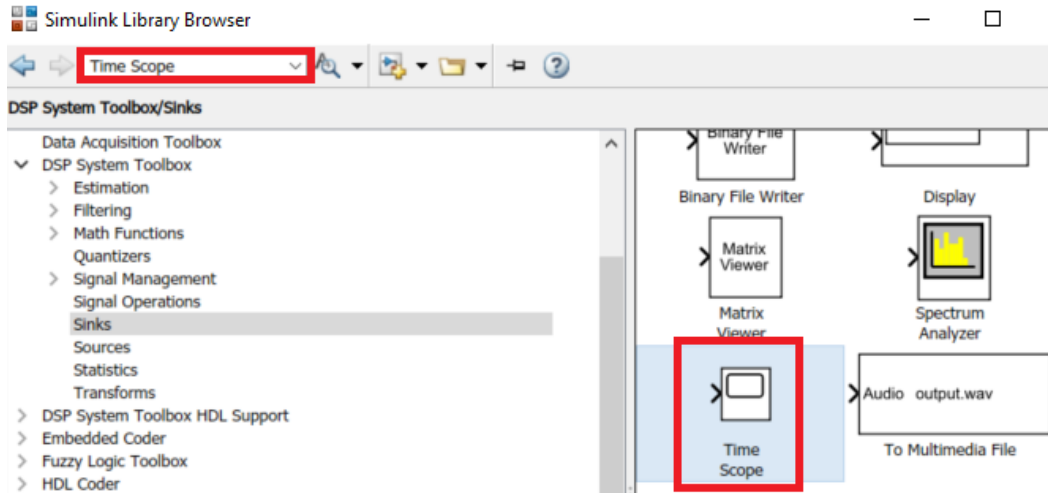 Simulink Library Browser
Time Scope
DSP System Toolbox/Sinks
Data Acquisition Toolbox
DSP System Toolbox
Estimation
Filtering
Math Functions
Quantizers
Signal Management
Signal Operations
Sinks
Sources
Statistics
Transforms
DSP System Toolbox HDL Support
Embedded Coder
Fuzzy Logic Toolbox
HDL Coder
Binary File
Writer
Binary File Writer
Display
Matrix
Viewer
Matrix
Viewer
Spectrum
Analyzer
Time
Scope
Audio output.wav
To Multimedia File